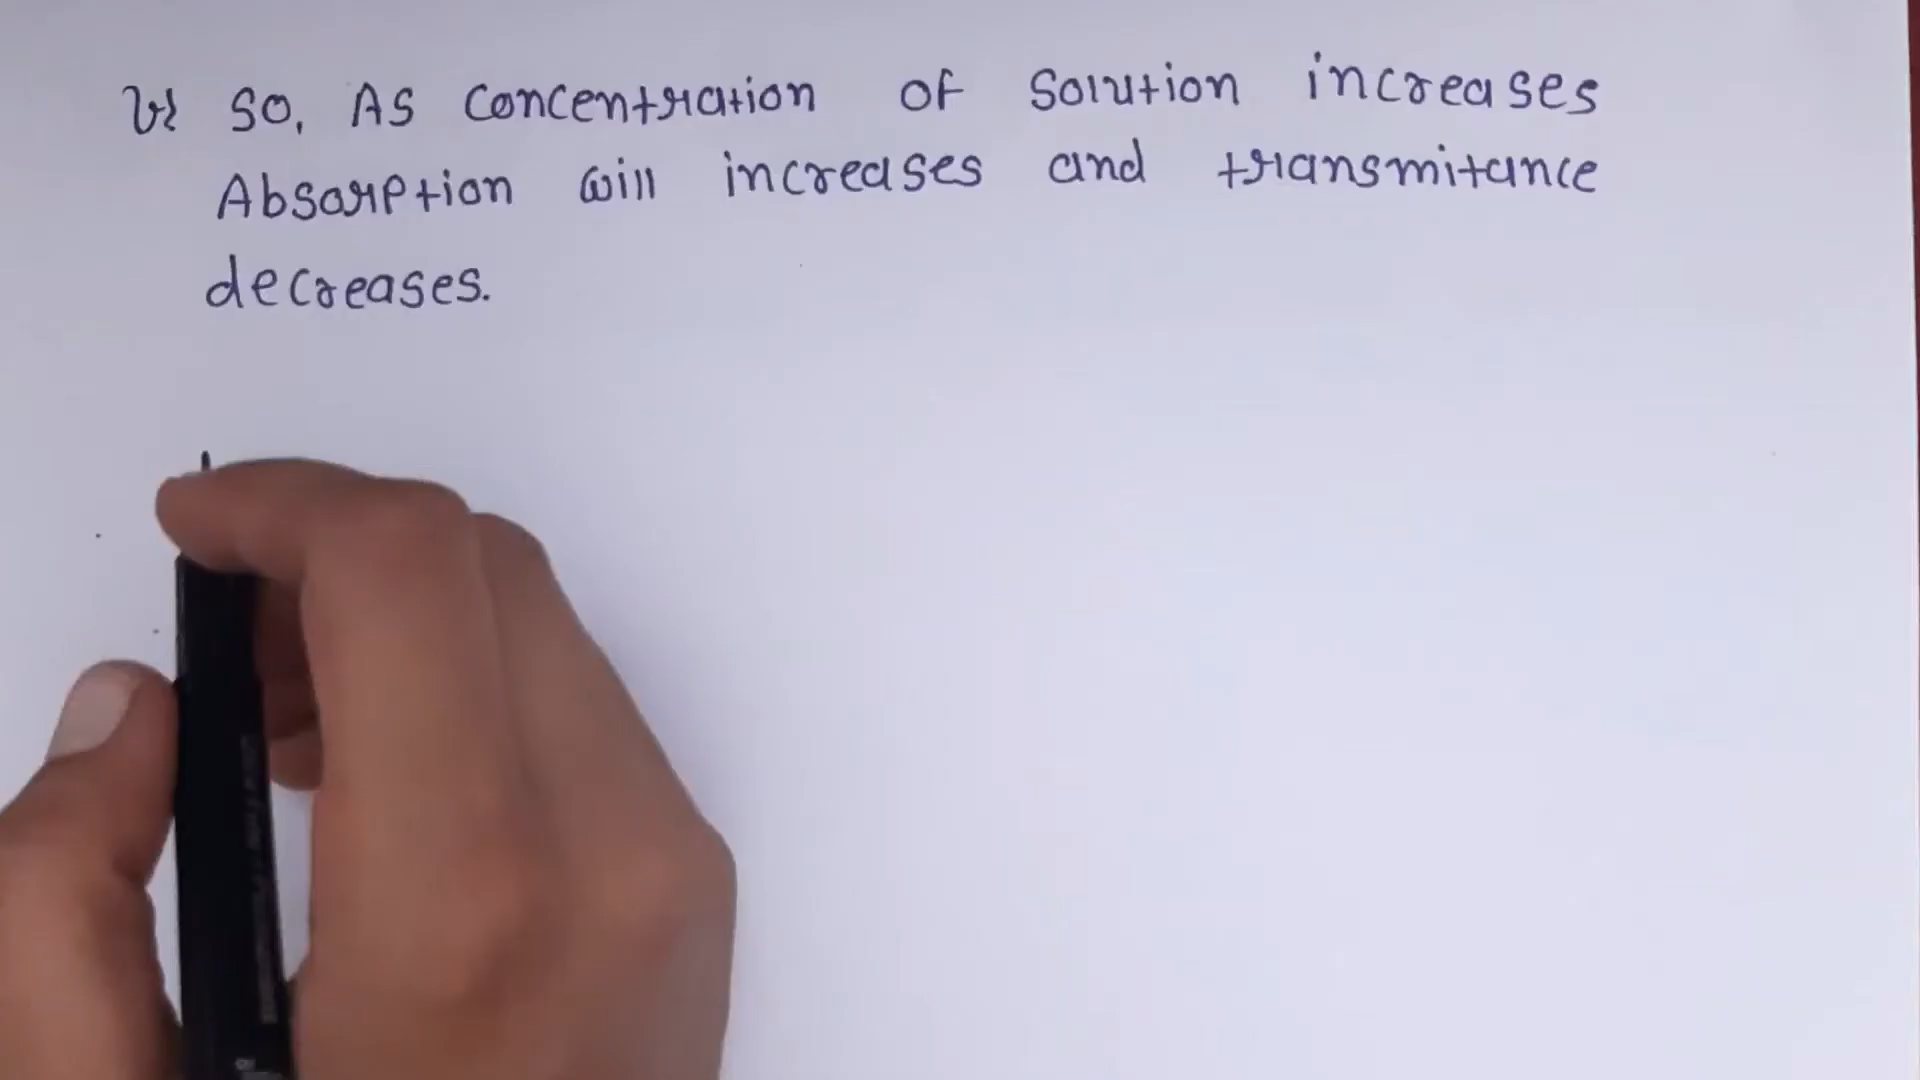 So, As concentration of solution increases
Absorption will increases and transmitance
decreases.